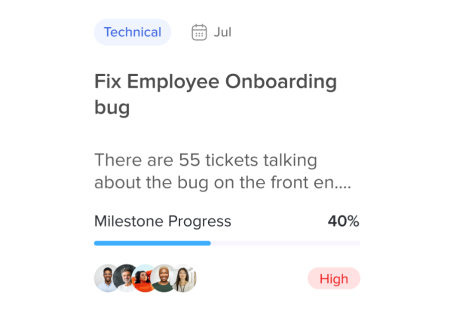 Technical
Jul
Fix Employee Onboarding
bug
There are 55 tickets talking
about the bug on the front en....
Milestone Progress
40%
High